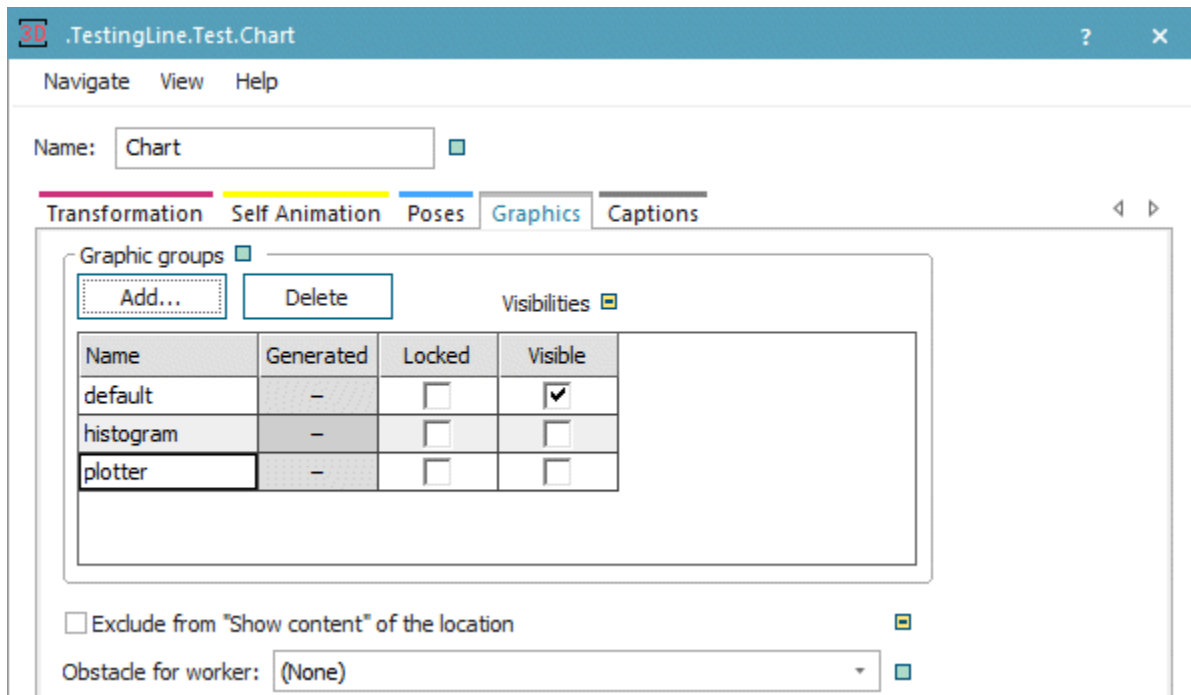 3D .TestingLine.Test.Chart ?
Navigate View Help
Name: Chart
Transformation Self Animation Poses Graphics Captions
Graphic groups
Add... Delete Visibilities
Name Generated Locked Visible
default –
histogram –
plotter –
Exclude from "Show content" of the location
Obstacle for worker: (None)